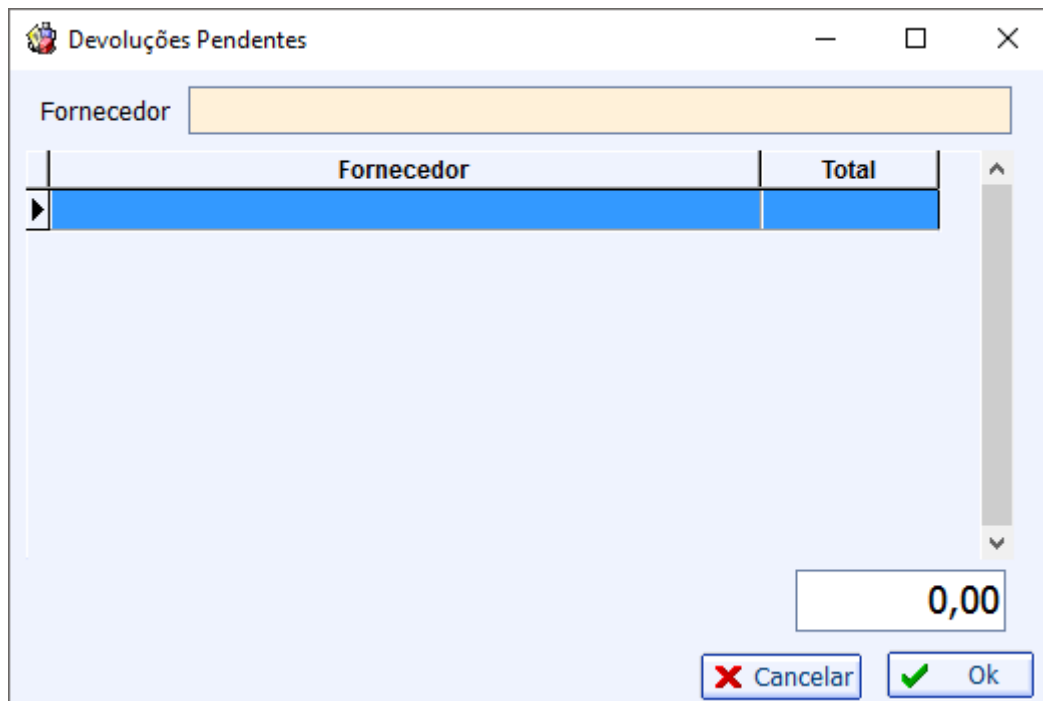 Devoluções Pendentes
Fornecedor
Fornecedor Total
0,00
Cancelar Ok